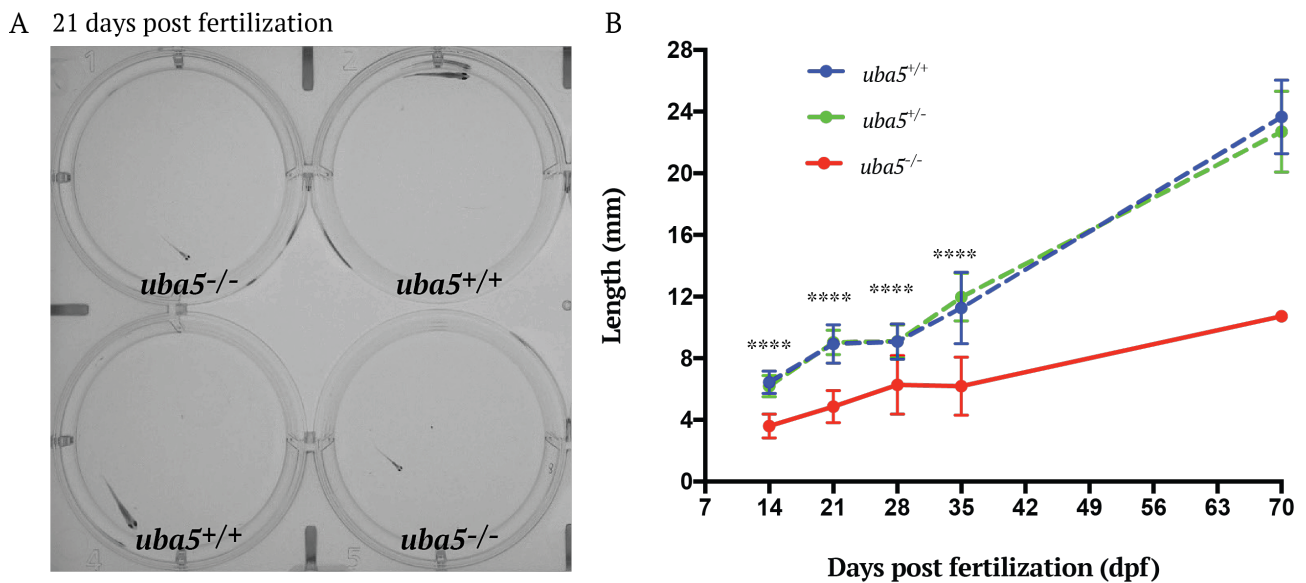 A 21 days post fertilization
1
2
uba5-/-
uba5+/+
uba5+/+
uba5-/-
4
5
B
28
24
20
16
12
8
4
0
Length (mm)
uba5+/+
uba5+/-
uba5-/-
****
****
****
****
7 14 21 28 35 42 49 56 63 70
Days post fertilization (dpf)